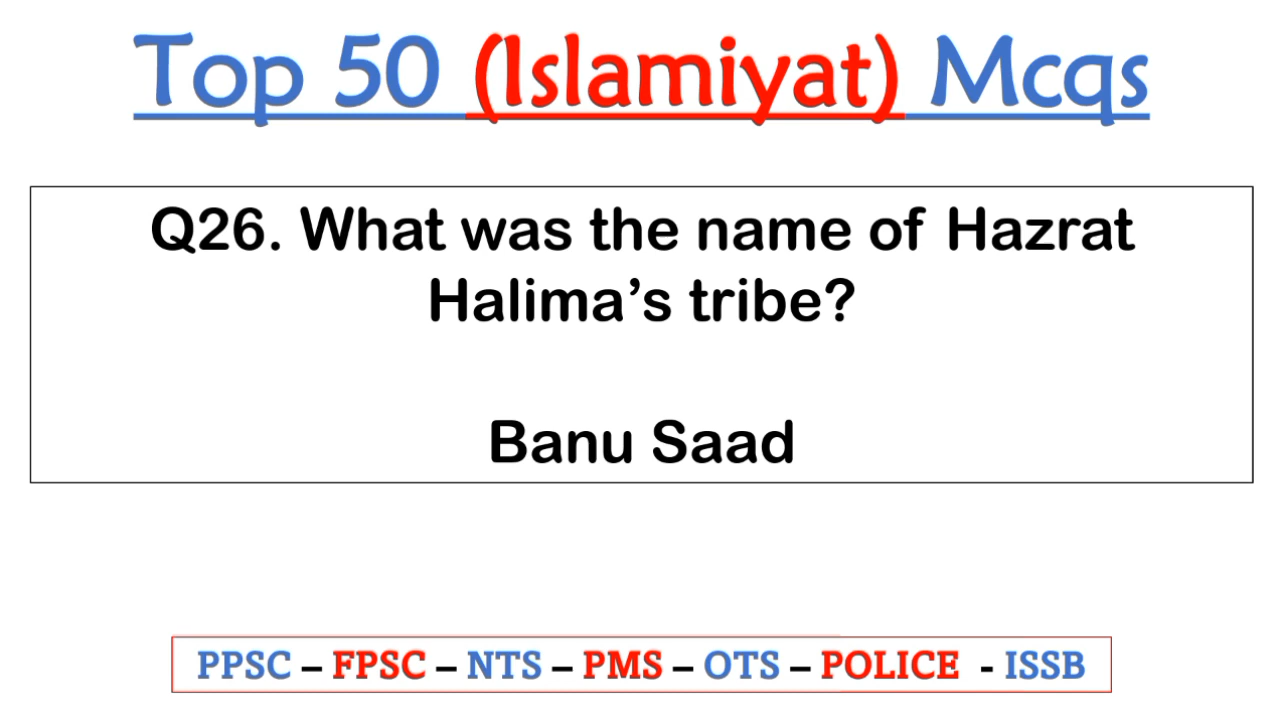 Top 50 (Islamiyat) Mcqs
Q26. What was the name of Hazrat
Halima’s tribe?
Banu Saad
PPSC – FPSC – NTS – PMS – OTS – POLICE - ISSB